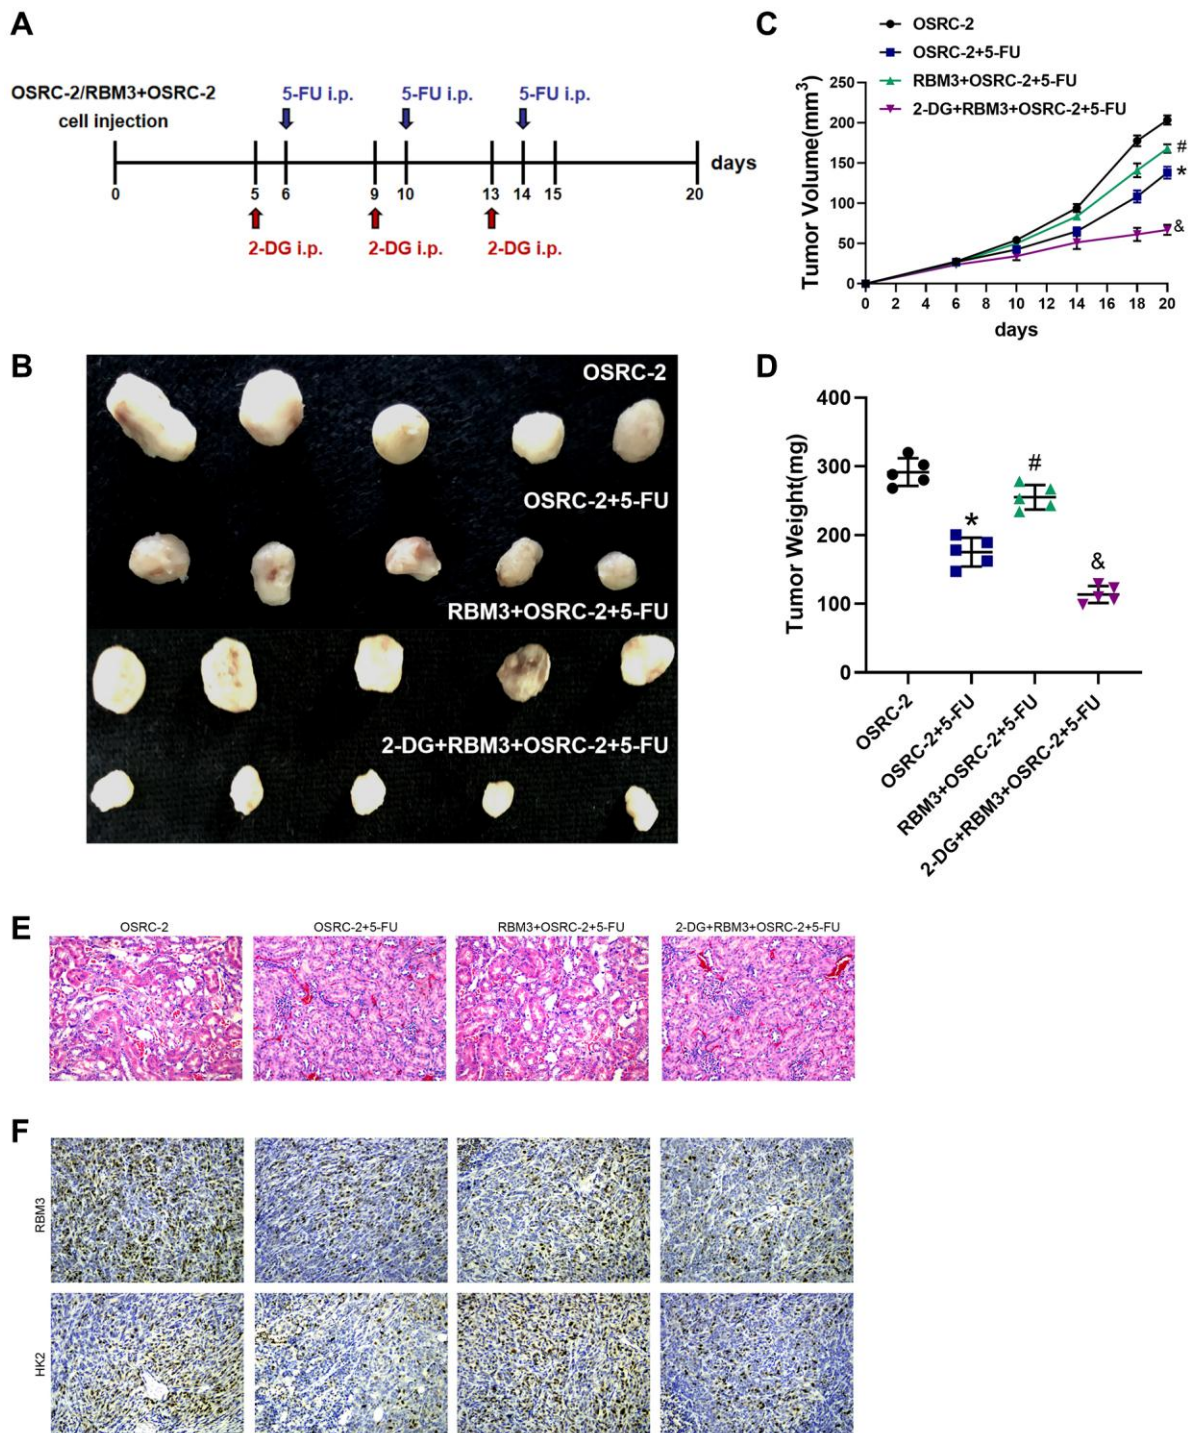 A
OSRC-2/RBM3+OSRC-2
cell injection
5-FU i.p.
5-FU i.p.
5-FU i.p.
days
0
5
6
9
10
13
14
15
20
2-DG i.p.
2-DG i.p.
2-DG i.p.
C
OSRC-2
OSRC-2+5-FU
RBM3+OSRC-2+5-FU
2-DG+RBM3+OSRC-2+5-FU
Tumor Volume(mm³)
250
200
150
100
50
0
#
*
&
0 2 4 6 8 10 12 14 16 18 20
days
B
OSRC-2
OSRC-2+5-FU
RBM3+OSRC-2+5-FU
2-DG+RBM3+OSRC-2+5-FU
D
Tumor Weight(mg)
400
300
200
100
0
*
#
&
OSRC-2
OSRC-2+5-FU
RBM3+OSRC-2+5-FU
2-DG+RBM3+OSRC-2+5-FU
E
OSRC-2
OSRC-2+5-FU
RBM3+OSRC-2+5-FU
2-DG+RBM3+OSRC-2+5-FU
F
RBM3
HK2